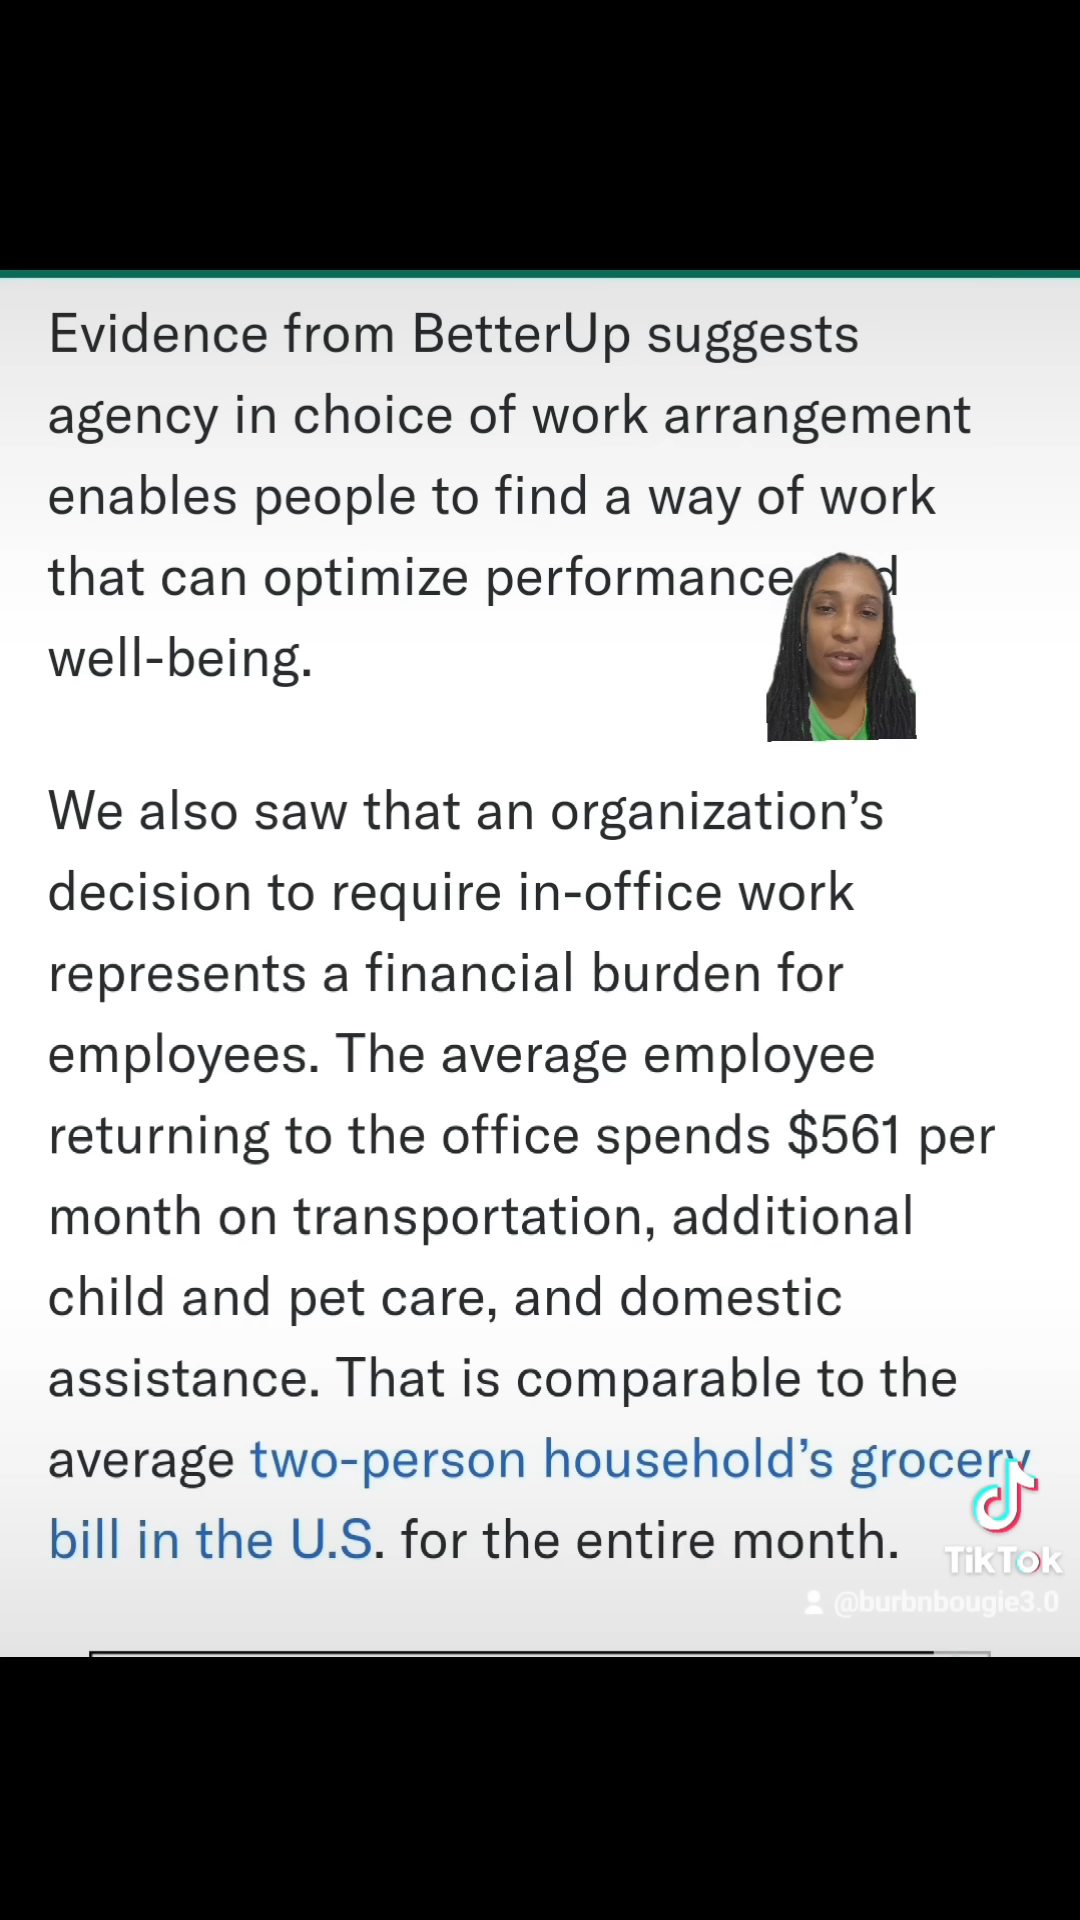 Evidence from BetterUp suggests
agency in choice of work arrangement
enables people to find a way of work
that can optimize performance
well-being.
We also saw that an organization’s
decision to require in-office work
represents a financial burden for
employees. The average employee
returning to the office spends $561 per
month on transportation, additional
child and pet care, and domestic
assistance. That is comparable to the
average two-person household’s grocery
bill in the U.S. for the entire month.
TikTok
@burbnbougie3.0